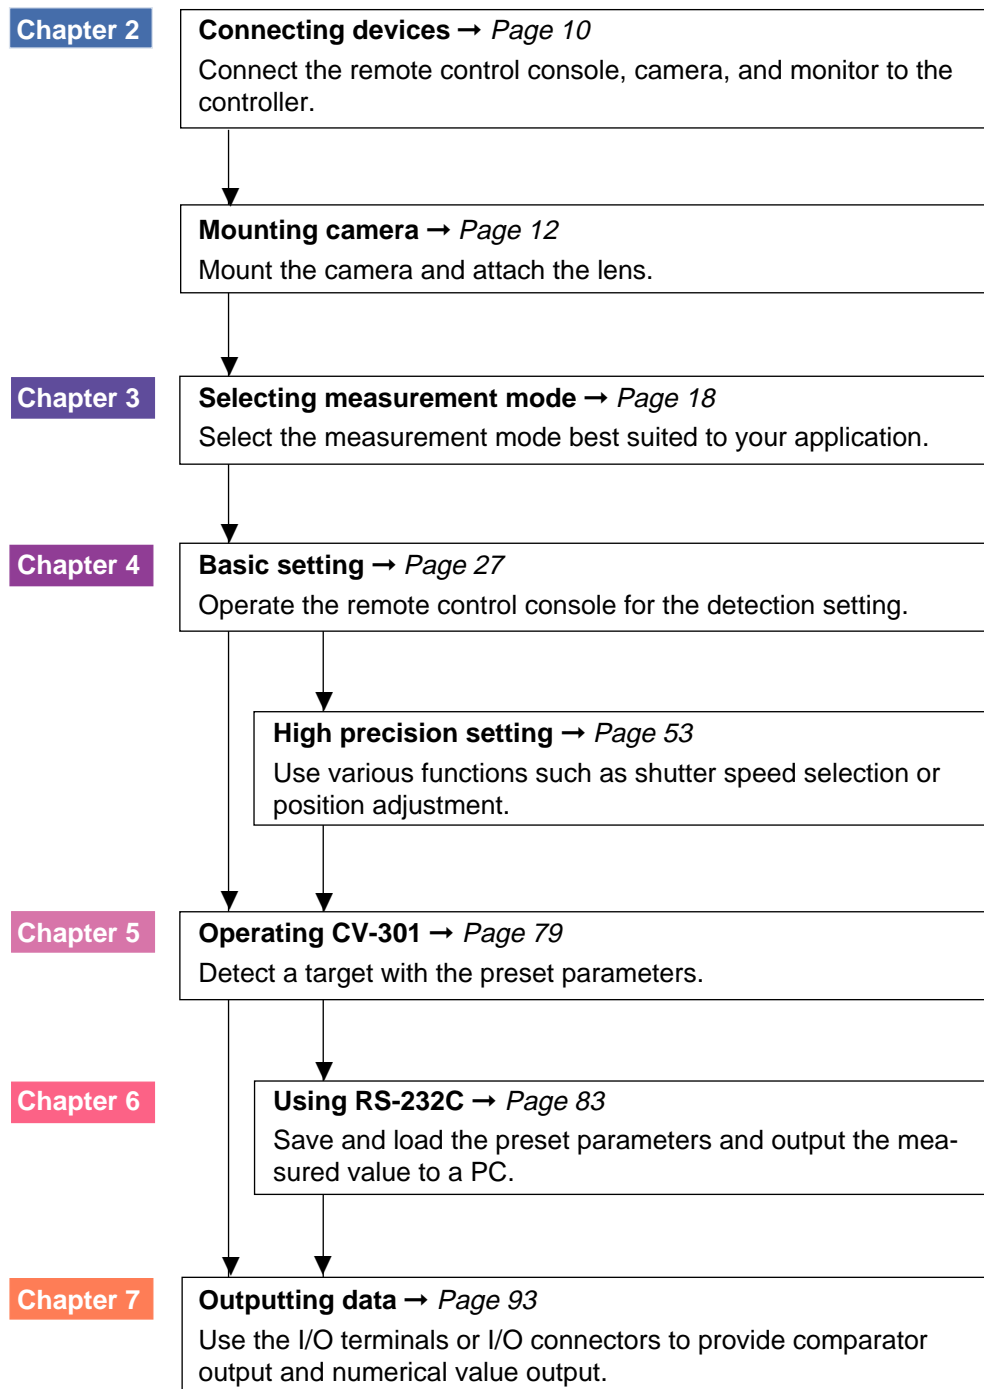 Chapter 2
Connecting devices → Page 10
Connect the remote control console, camera, and monitor to the
controller.
Mounting camera → Page 12
Mount the camera and attach the lens.
Chapter 3
Selecting measurement mode → Page 18
Select the measurement mode best suited to your application.
Chapter 4
Basic setting → Page 27
Operate the remote control console for the detection setting.
High precision setting → Page 53
Use various functions such as shutter speed selection or
position adjustment.
Chapter 5
Operating CV-301 → Page 79
Detect a target with the preset parameters.
Chapter 6
Using RS-232C → Page 83
Save and load the preset parameters and output the mea-
sured value to a PC.
Chapter 7
Outputting data → Page 93
Use the I/O terminals or I/O connectors to provide comparator
output and numerical value output.